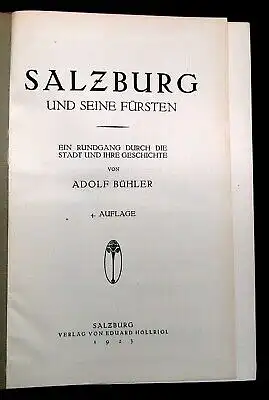 SALZBURG
UND SEINE FÜRSTEN
EIN RUNDGANG DURCH DIE
STADT UND IHRE GESCHICHTE
VON
ADOLF BÜHLER
4. AUFLAGE
SALZBURG
VERLAG VON EDUARD HÖLLRIGL
1923